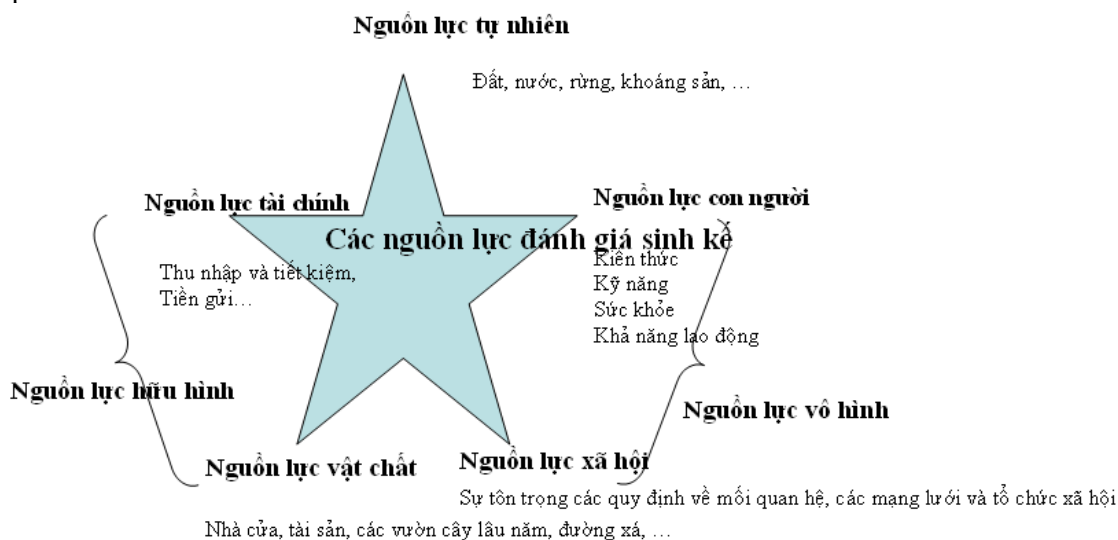 Nguồn lực tự nhiên
Đất, nước, rừng, khoáng sản, …
Nguồn lực tài chính
Nguồn lực con người
Các nguồn lực đánh giá sinh kế
Thu nhập và tiết kiệm,
Tiền gửi…
Kiến thức
Kỹ năng
Sức khỏe
Khả năng lao động
Nguồn lực hữu hình
Nguồn lực vô hình
Nguồn lực vật chất
Nguồn lực xã hội
Sự tôn trọng các quy định về mối quan hệ, các mạng lưới và tổ chức xã hội
Nhà cửa, tài sản, các vườn cây lâu năm, đường xá, …